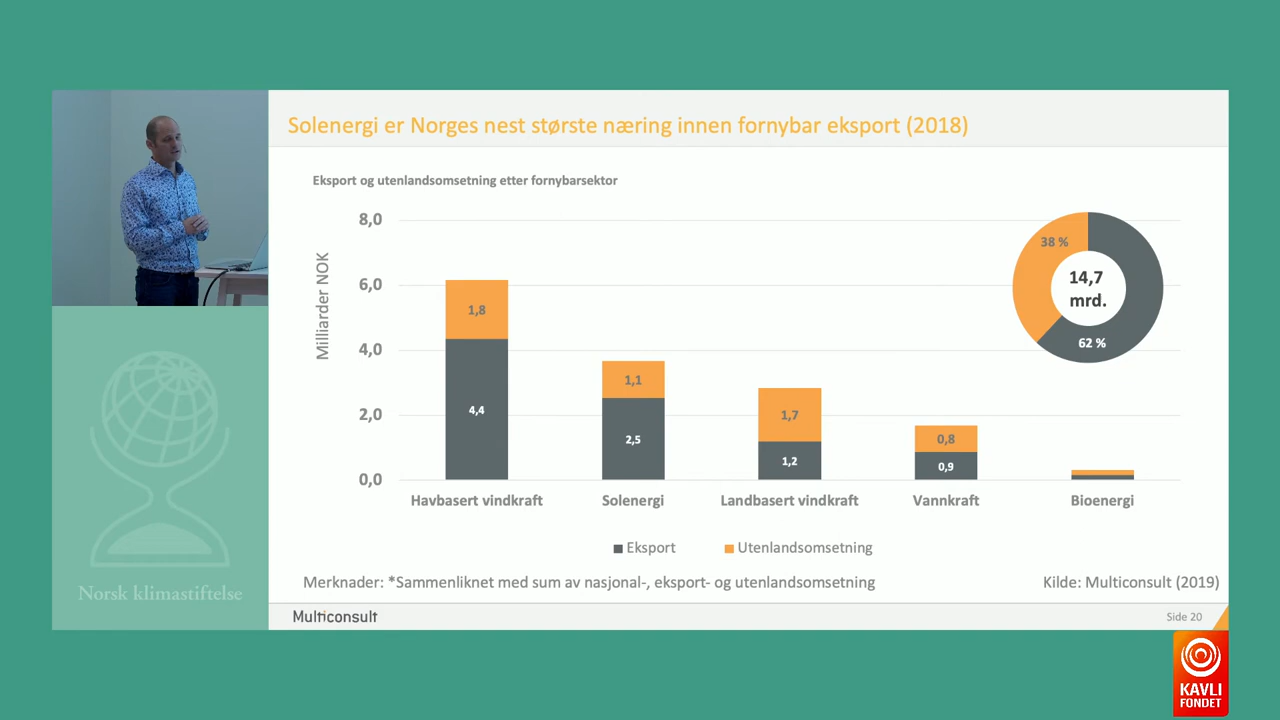 Solenergi er Norges nest største næring innen fornybar eksport (2018)
Eksport og utenlandsomsetning etter fornybarsektor
Milliarder NOK
8,0
6,0
4,0
2,0
0,0
1,8
4,4
1,1
2,5
1,7
1,2
0,8
0,9
38 %
14,7
mrd.
62 %
Havbasert vindkraft
Solenergi
Landbasert vindkraft
Vannkraft
Bioenergi
Eksport
Utenlandsomsetning
Merknader: *Sammenliknet med sum av nasjonal-, eksport- og utenlandsomsetning
Kilde: Multiconsult (2019)
Multiconsult
Side 20
Norsk klimastiftelse
KAVLI
FONDET